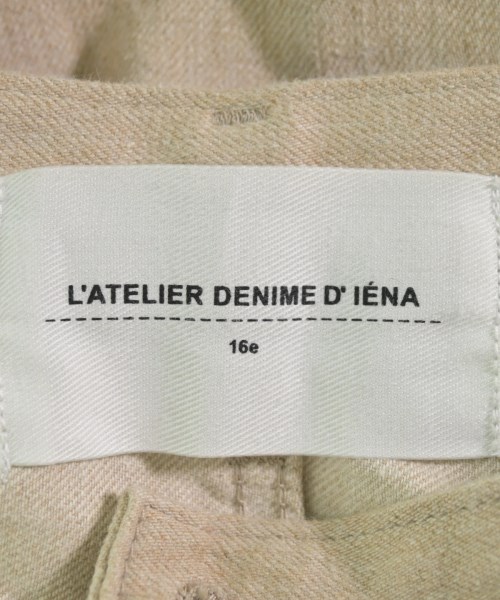 L'ATELIER DENIME D' IÉNA
16e